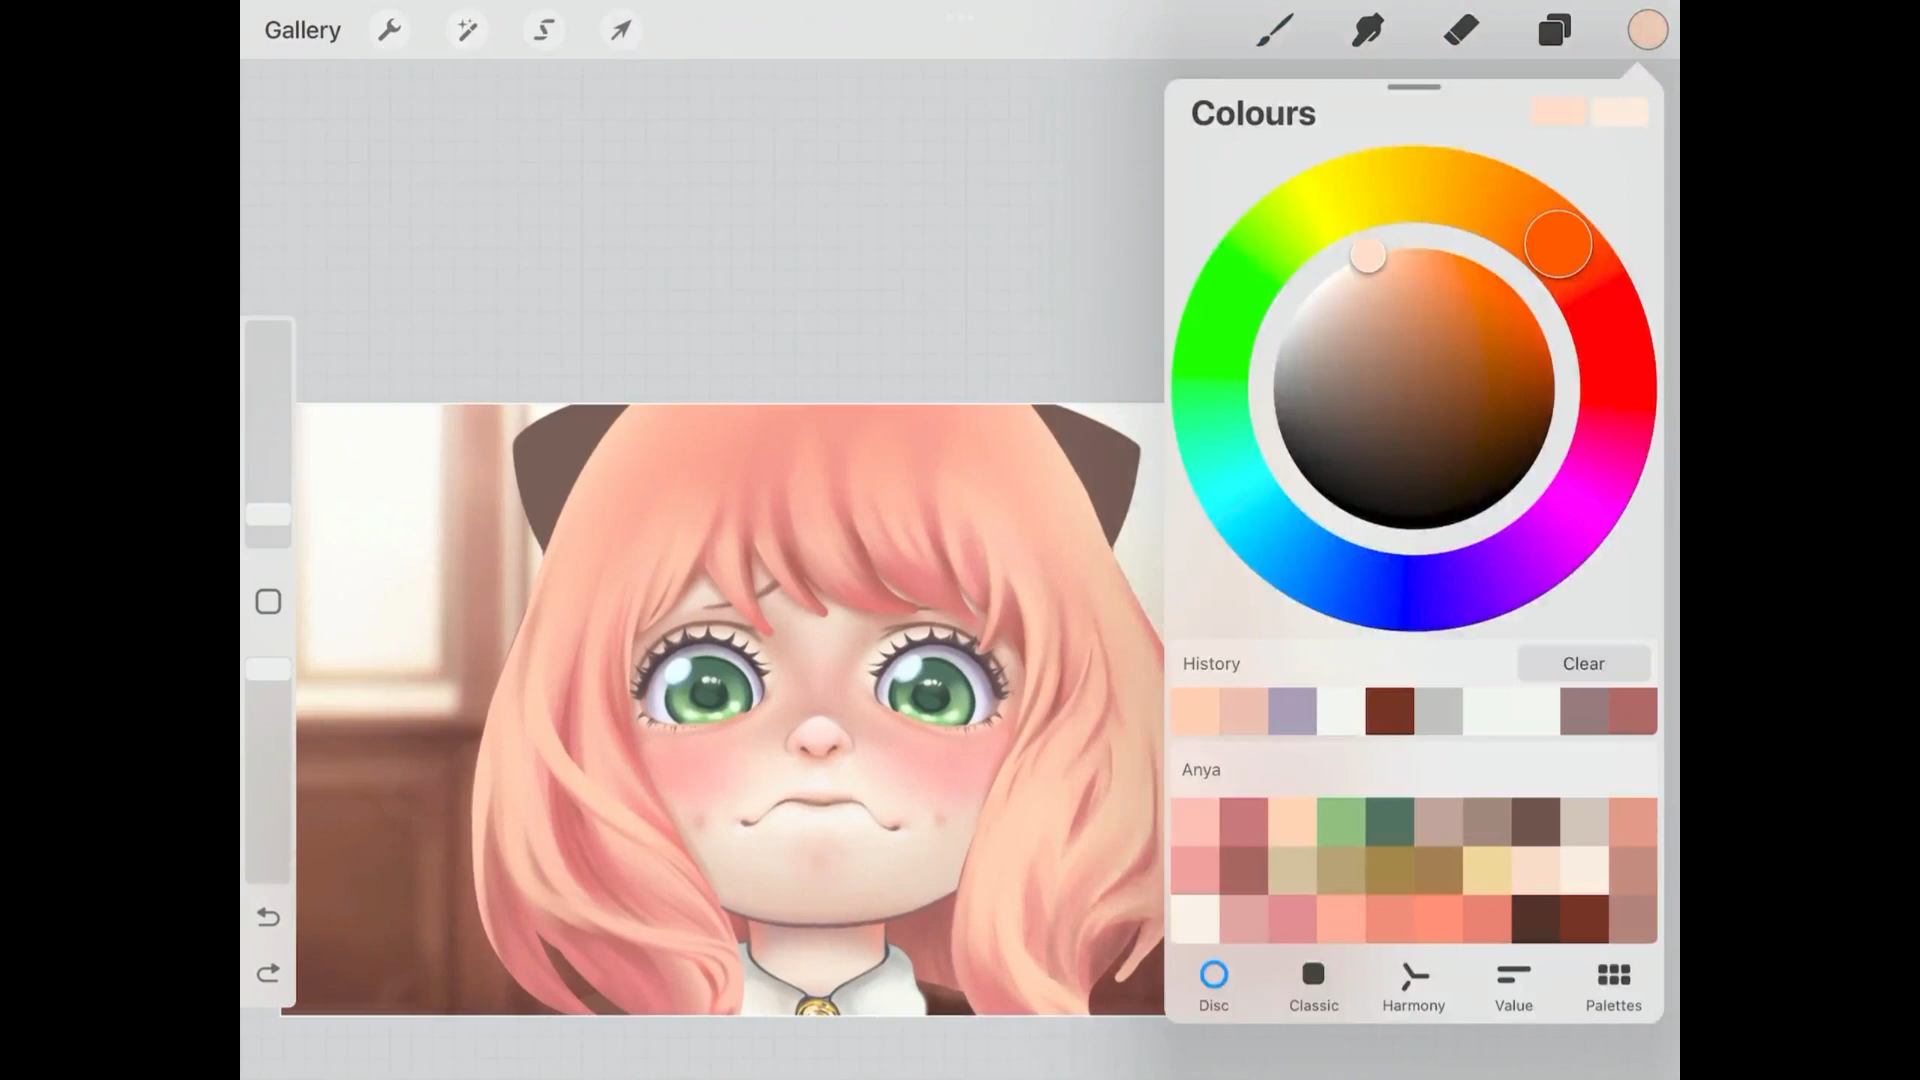 Gallery
Colours
History
Clear
Anya
Disc
Classic
Harmony
Value
Palettes